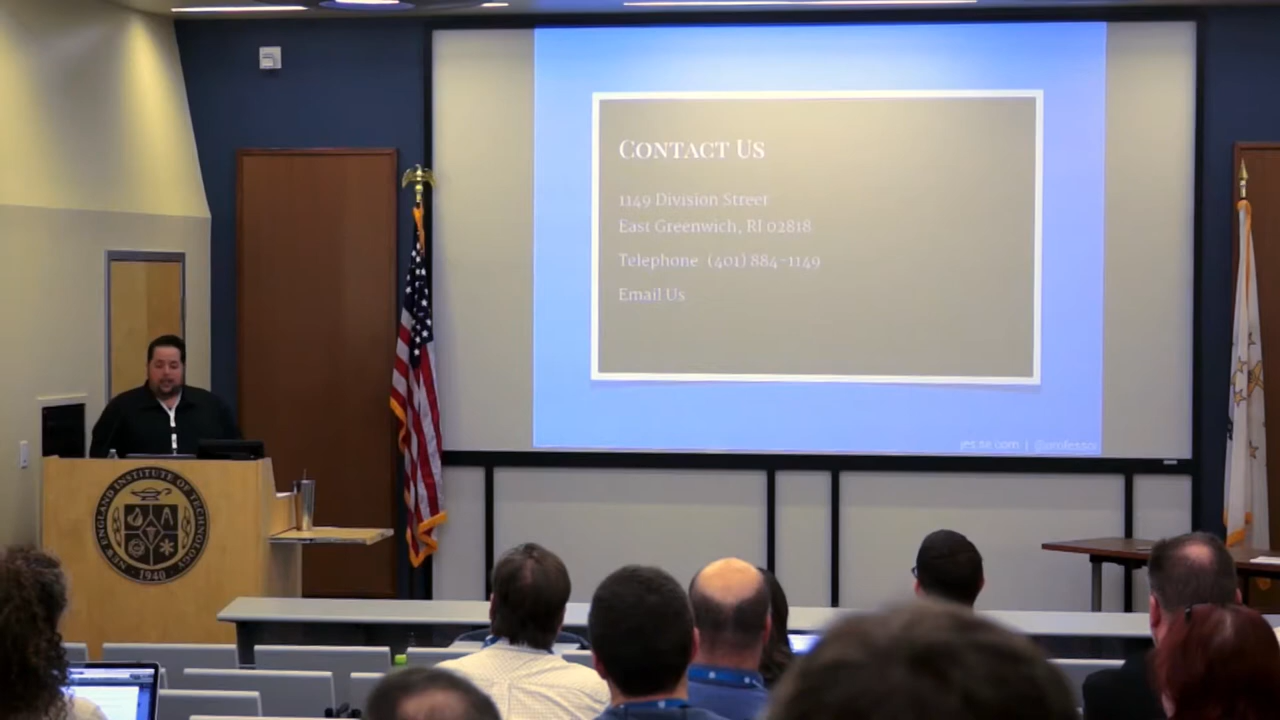 Contact Us
1149 Division Street
East Greenwich, RI 02818
Telephone (401) 884-1149
Email Us
NEW ENGLAND INSTITUTE OF TECHNOLOGY
· 1940 ·